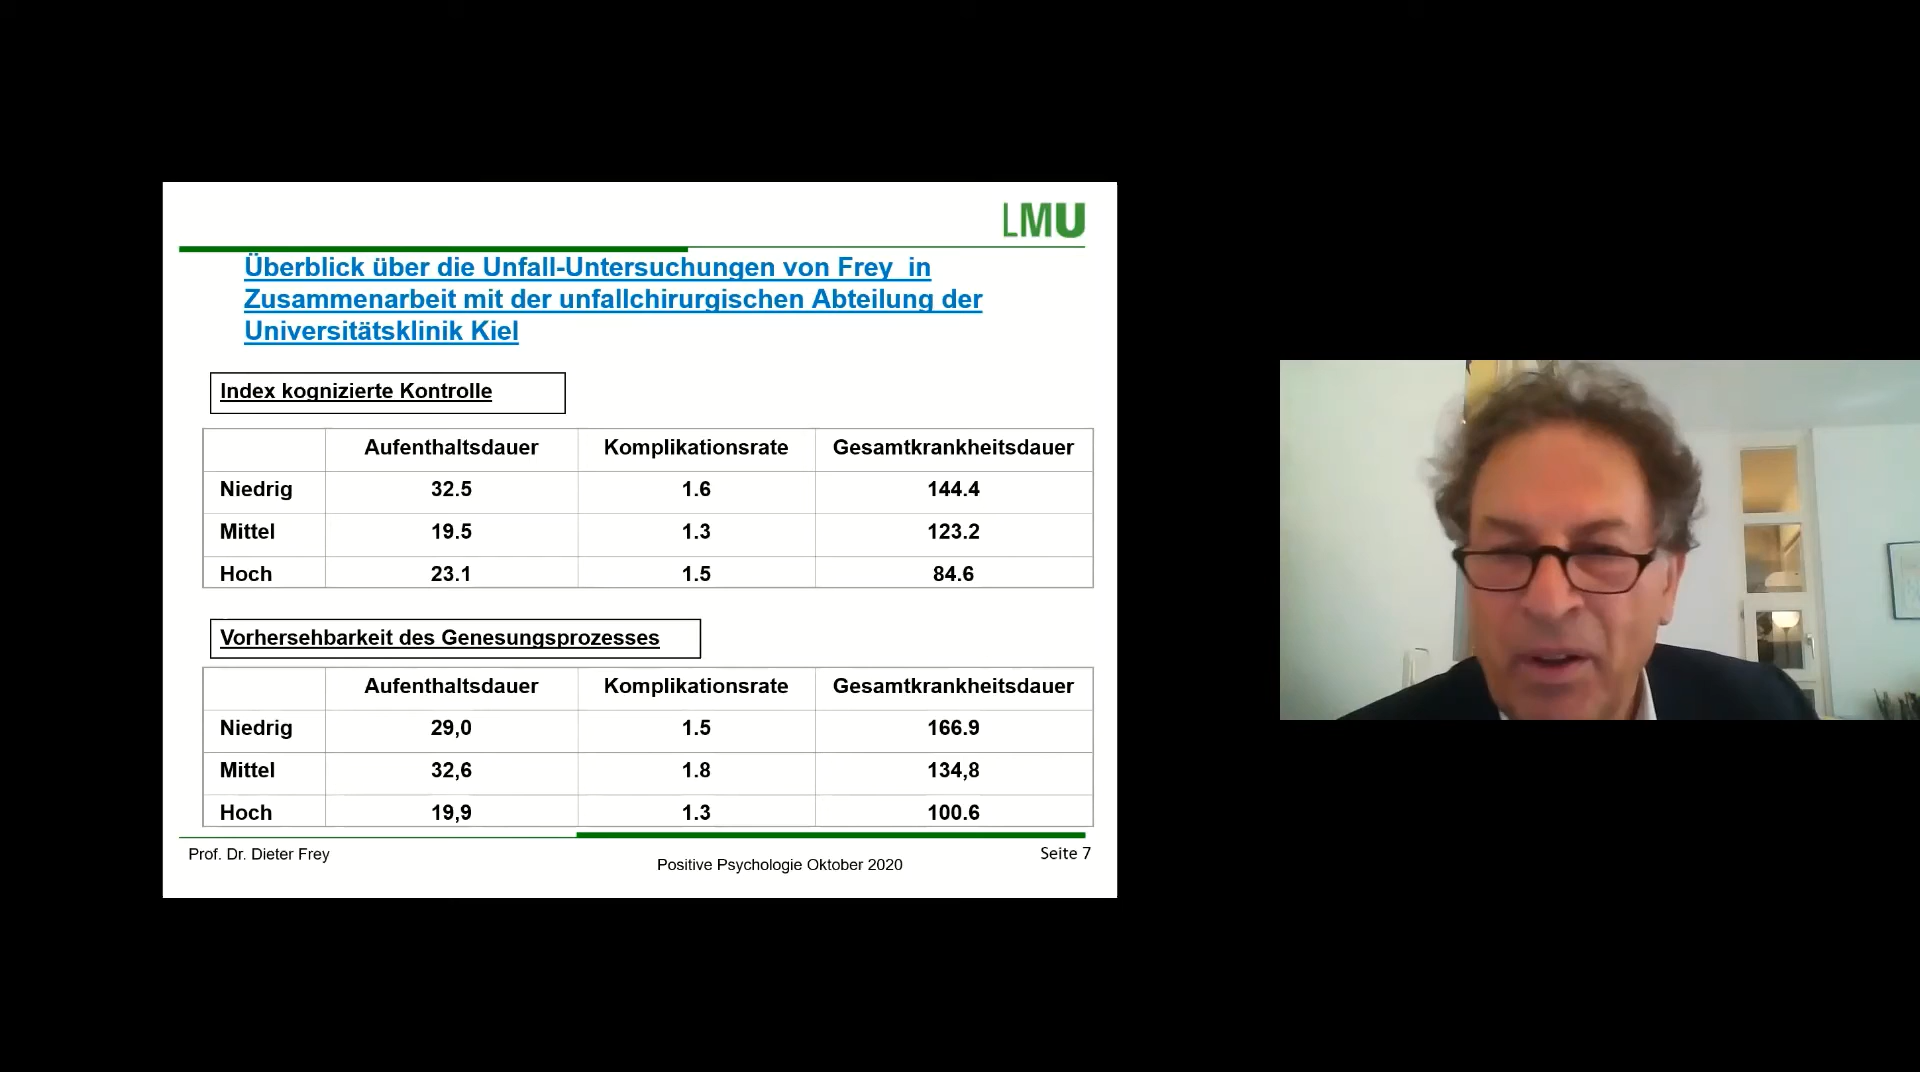 LMU
Überblick über die Unfall-Untersuchungen von Frey in
Zusammenarbeit mit der unfallchirurgischen Abteilung der
Universitätsklinik Kiel
Index kognizierte Kontrolle
Aufenthaltsdauer Komplikationsrate Gesamtkrankheitsdauer
Niedrig 32.5 1.6 144.4
Mittel 19.5 1.3 123.2
Hoch 23.1 1.5 84.6
Vorhersehbarkeit des Genesungsprozesses
Aufenthaltsdauer Komplikationsrate Gesamtkrankheitsdauer
Niedrig 29,0 1.5 166.9
Mittel 32,6 1.8 134,8
Hoch 19,9 1.3 100.6
Prof. Dr. Dieter Frey
Positive Psychologie Oktober 2020
Seite 7